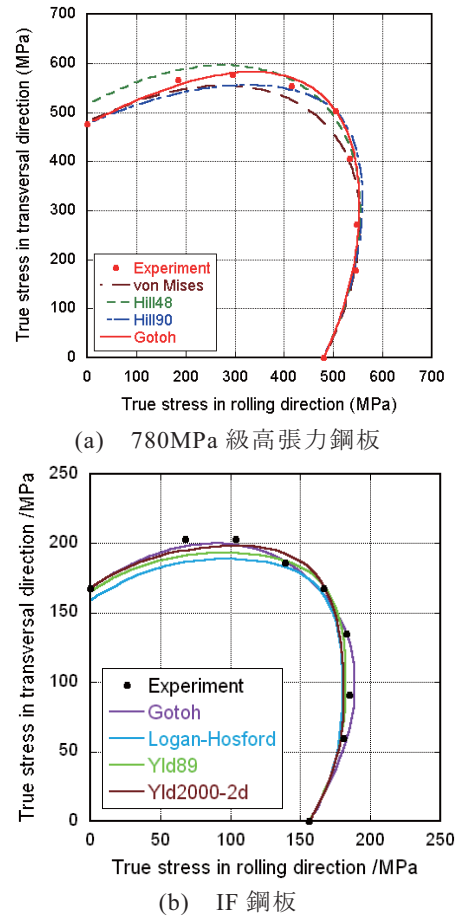 700
600
500
400
300
200
100
0
True stress in transversal direction (MPa)
Experiment
von Mises
Hill48
Hill90
Gotoh
0 100 200 300 400 500 600 700
True stress in rolling direction (MPa)
(a) 780MPa 級高張力鋼板
250
200
150
100
50
0
True stress in transversal direction /MPa
Experiment
Gotoh
Logan-Hosford
Yld89
Yld2000-2d
0 50 100 150 200 250
True stress in rolling direction /MPa
(b) IF 鋼板